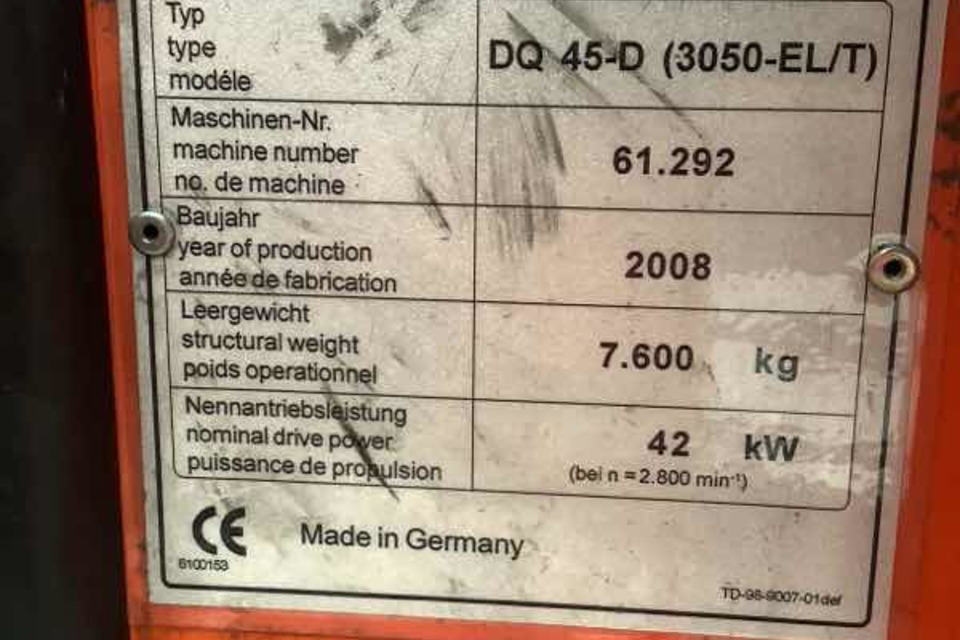 Typ
type
modéle
DQ 45-D (3050-EL/T)
Maschinen-Nr.
machine number
no. de machine
61.292
Baujahr
year of production
année de fabrication
2008
Leergewicht
structural weight
poids operationnel
7.600 kg
Nennantriebsleistung
nominal drive power
puissance de propulsion
42 kW
(bei n = 2.800 min⁻¹)
CE
6100153
Made in Germany
TD-98-9007-01def